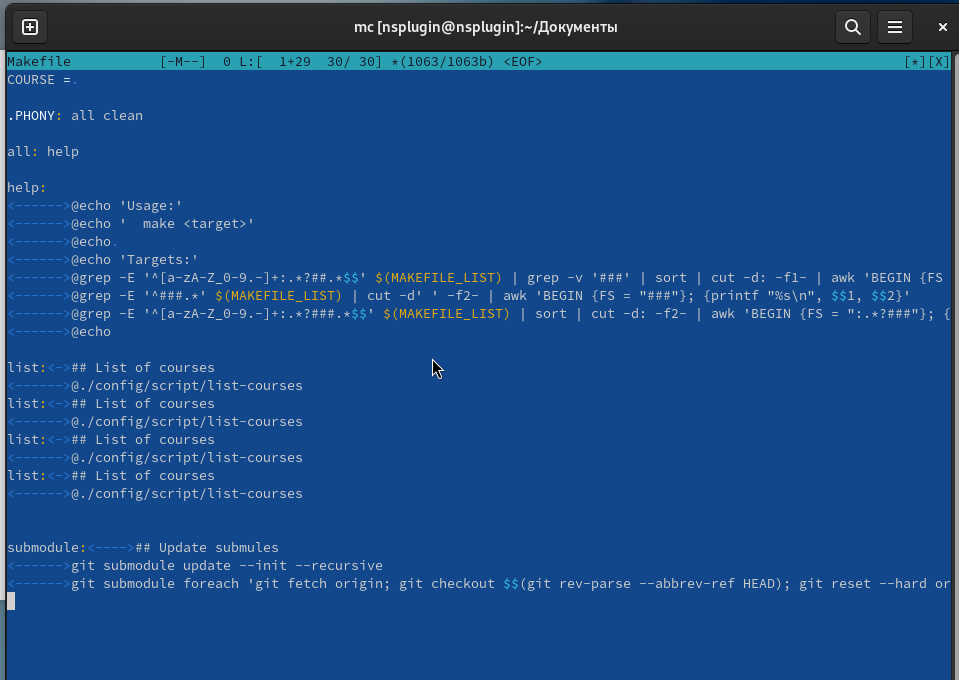 mc [nsplugin@nsplugin]:~/Документы
Makefile [-M--] 0 L:[ 1+29 30/ 30] *(1063/1063b) <EOF> [*][X]
COURSE =.
.PHONY: all clean
all: help
help:
<------>@echo 'Usage:'
<------>@echo '  make <target>'
<------>@echo.
<------>@echo 'Targets:'
<------>@grep -E '^[a-zA-Z_0-9.-]+:.*?##.*$$' $(MAKEFILE_LIST) | grep -v '###' | sort | cut -d: -f1- | awk 'BEGIN {FS
<------>@grep -E '^###.*' $(MAKEFILE_LIST) | cut -d' ' -f2- | awk 'BEGIN {FS = "###"}; {printf "%s\n", $$1, $$2}'
<------>@grep -E '^[a-zA-Z_0-9.-]+:.*?###.*$$' $(MAKEFILE_LIST) | sort | cut -d: -f2- | awk 'BEGIN {FS = ":.*?###"}; {
<------>@echo
list:<->## List of courses
<------>@./config/script/list-courses
list:<->## List of courses
<------>@./config/script/list-courses
list:<->## List of courses
<------>@./config/script/list-courses
list:<->## List of courses
<------>@./config/script/list-courses
submodule:<---->## Update submules
<------>git submodule update --init --recursive
<------>git submodule foreach 'git fetch origin; git checkout $$(git rev-parse --abbrev-ref HEAD); git reset --hard or